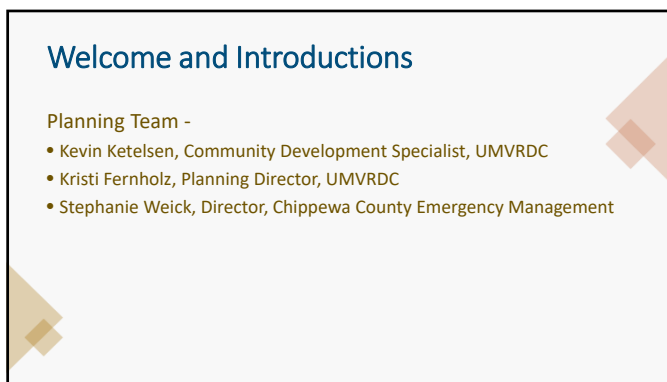 Welcome and Introductions
Planning Team -
• Kevin Ketelsen, Community Development Specialist, UMVRDC
• Kristi Fernholz, Planning Director, UMVRDC
• Stephanie Weick, Director, Chippewa County Emergency Management